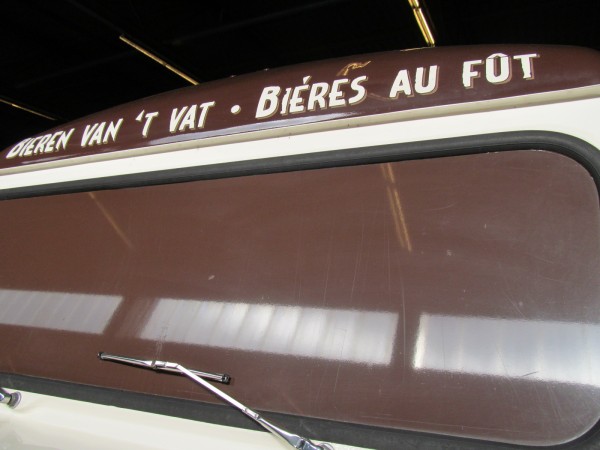 BIEREN VAN 'T VAT • BIÉRES AU FÛT